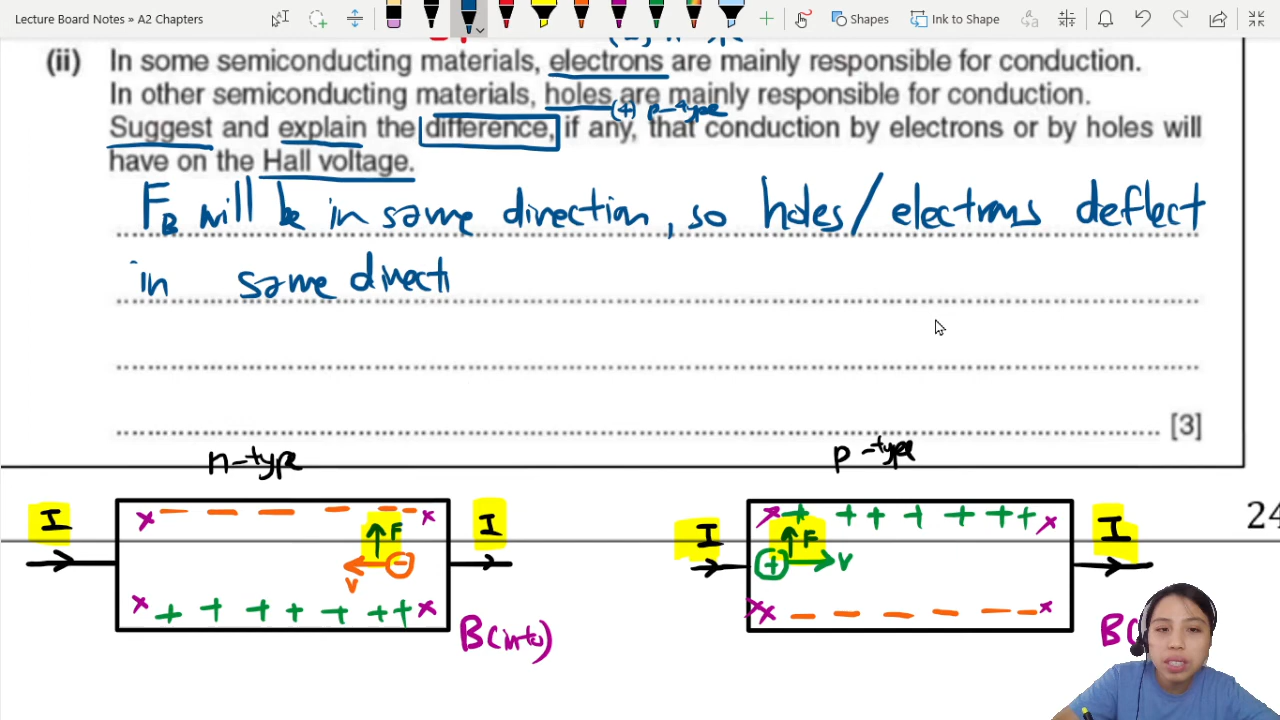 Lecture Board Notes » A2 Chapters
Shapes
Ink to Shape
(ii) In some semiconducting materials, electrons are mainly responsible for conduction.
In other semiconducting materials, holes are mainly responsible for conduction.
(+) p-type
Suggest and explain the difference, if any, that conduction by electrons or by holes will
have on the Hall voltage.
FB will be in same direction, so holes/electrons deflect
in same directi
[3]
n-type
p-type
I
I
F
v
B(into)
I
I
F
v
B(
24